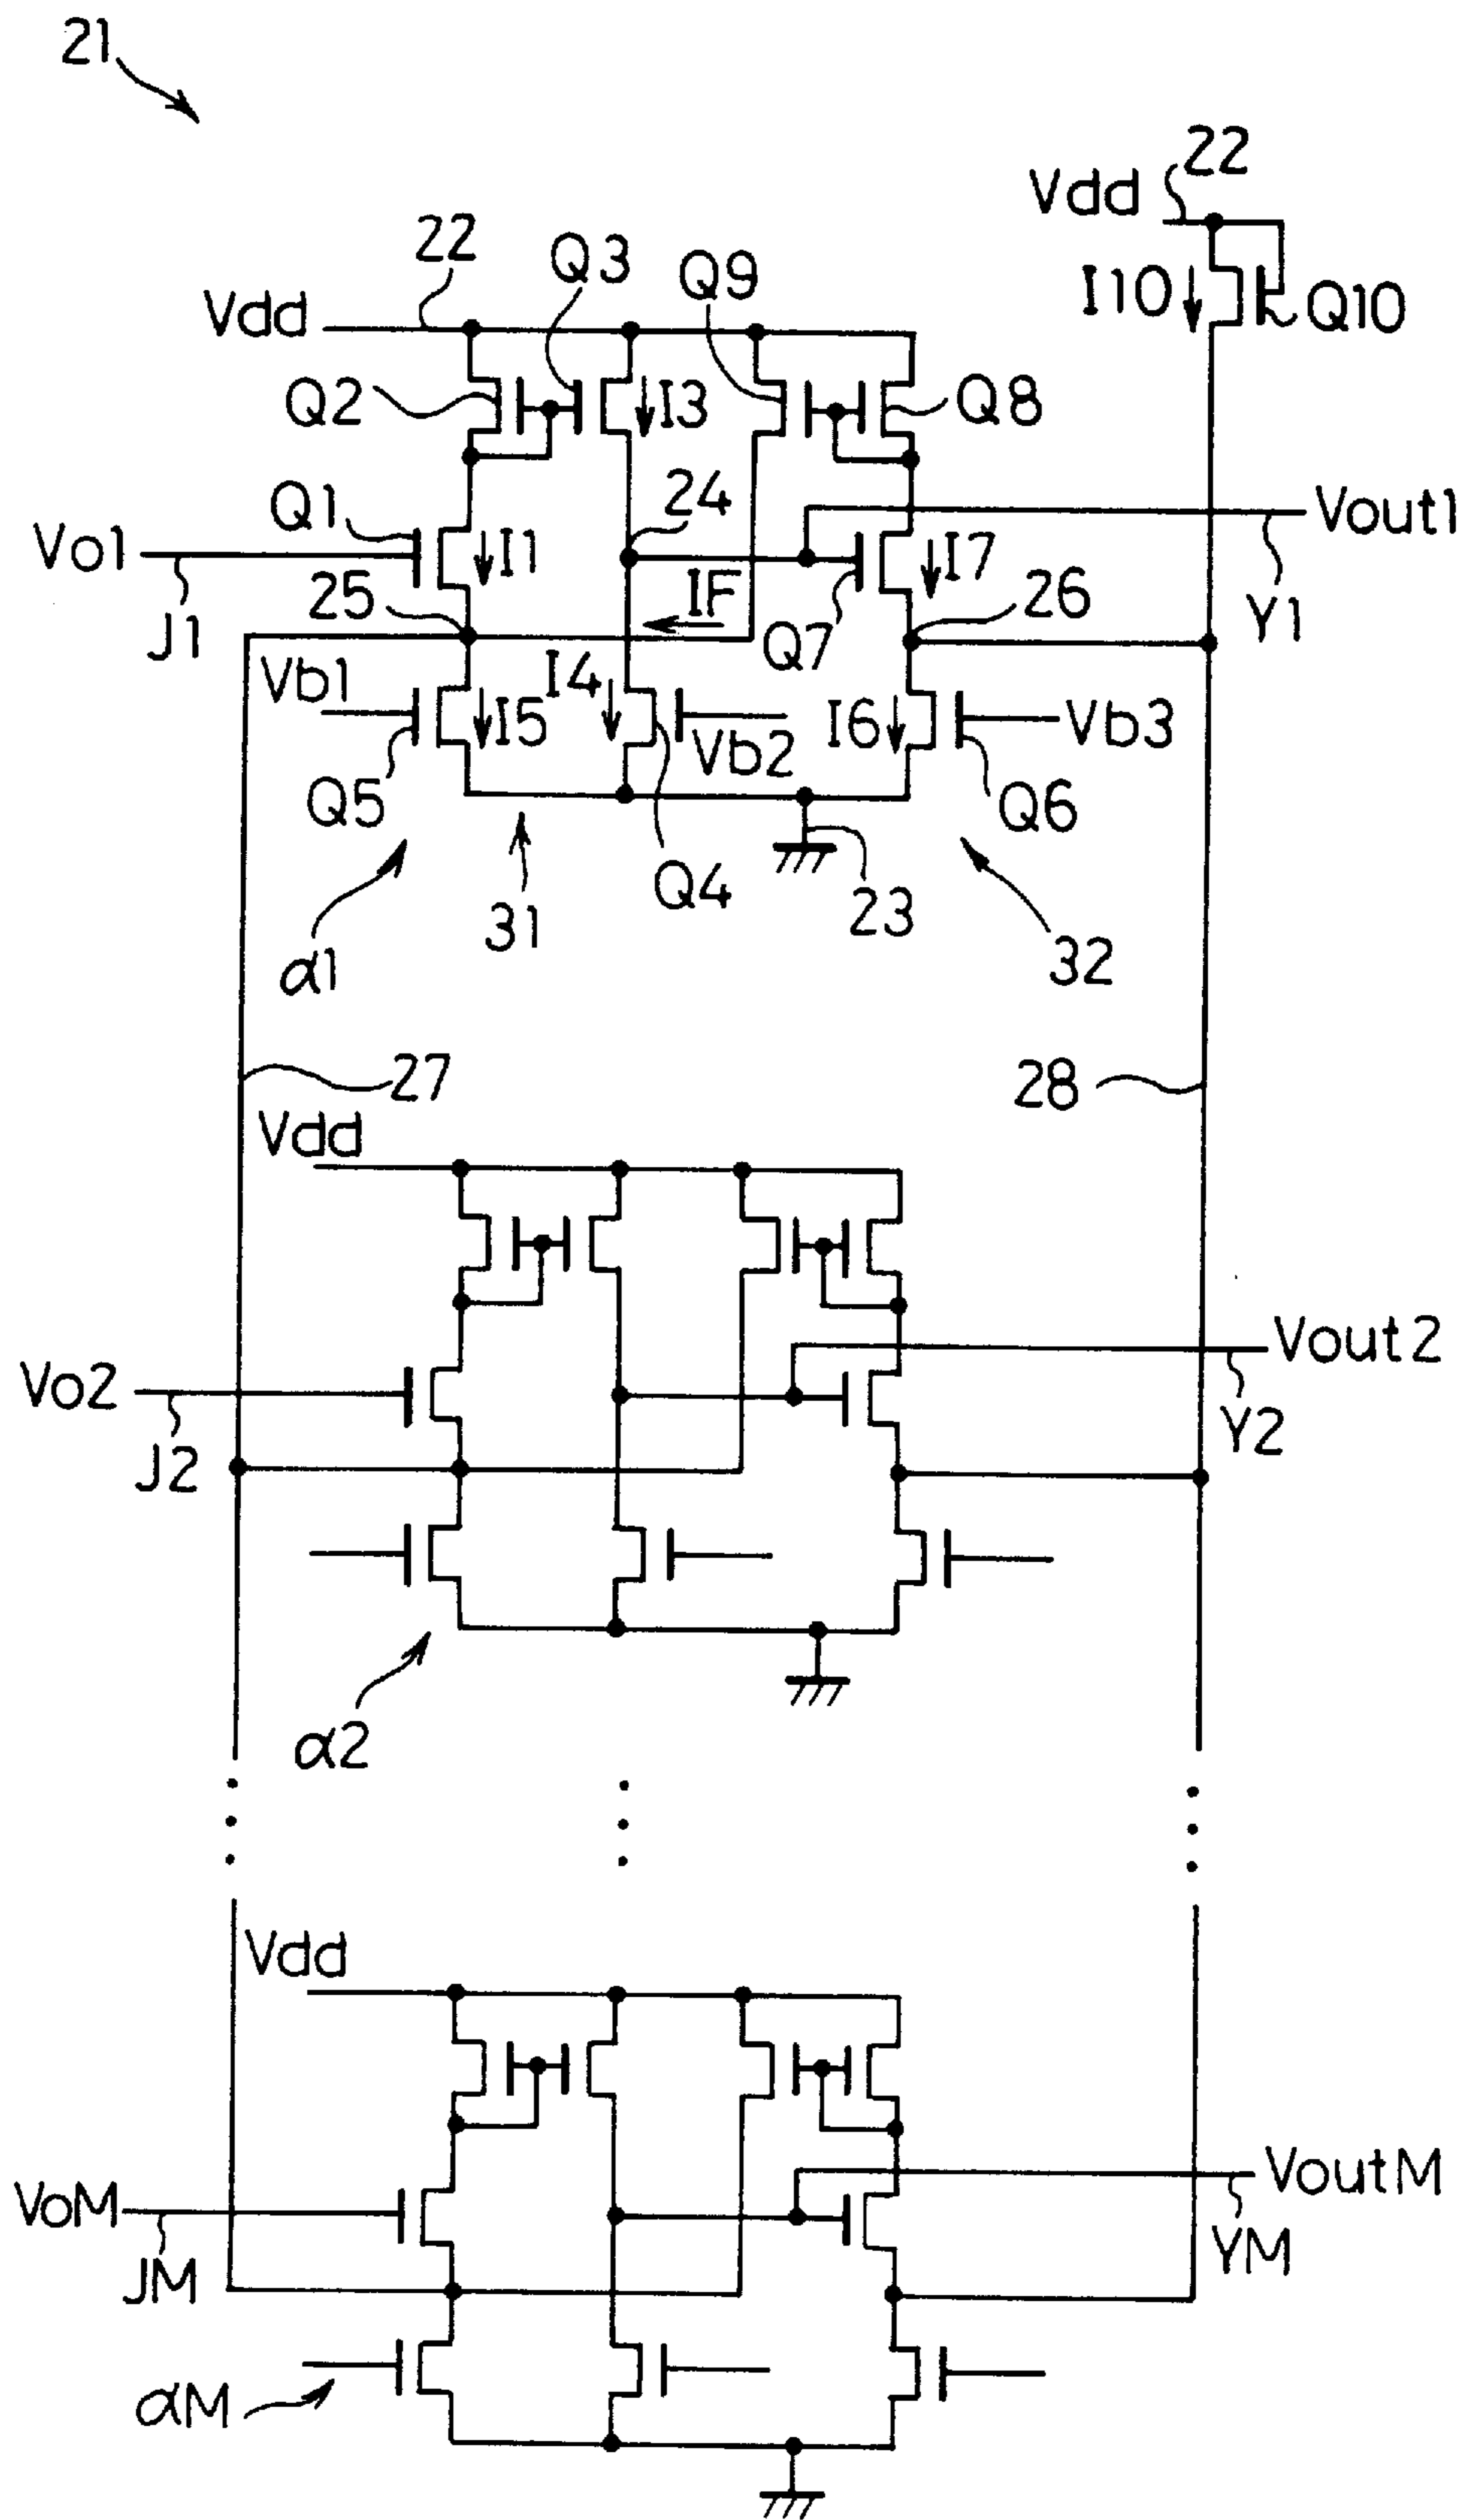 21
22
Vdd
22
Q3
Q9
I10
Q10
Vdd
Q2
I3
Q8
Q1
24
Vout1
Vo1
I1
I7
25
IF
26
J1
Q7
Y1
Vb1
I4
I5
I6
Vb3
Vb2
Q5
Q6
Q4
23
α1
31
32
27
28
Vdd
Vout2
Vo2
J2
Y2
α2
Vdd
VoutM
VoM
JM
YM
αM